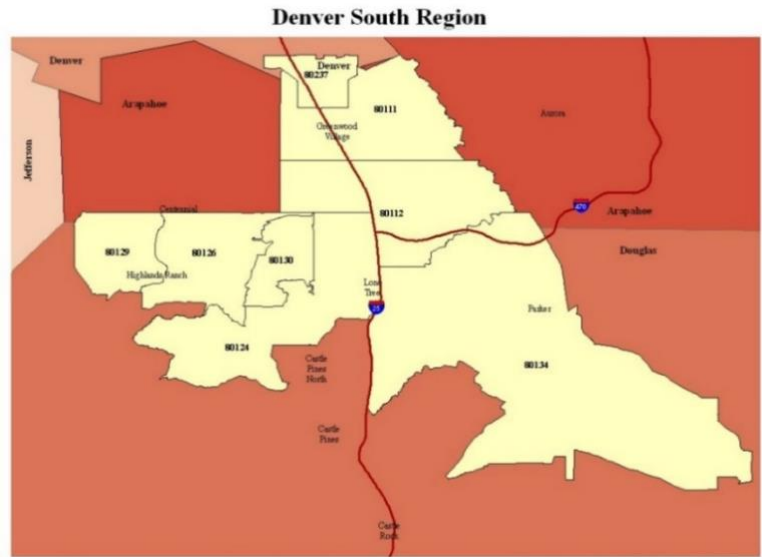 Denver South Region
Denver
Denver
80237
Arapahoe
80111
Aurora
Greenwood
Village
Jefferson
Centennial
80112
470
Arapahoe
80129
80126
80130
Douglas
Highlands Ranch
Lone
Tree
25
Parker
80124
Castle
Pines
North
80134
Castle
Pines
Castle
Rock